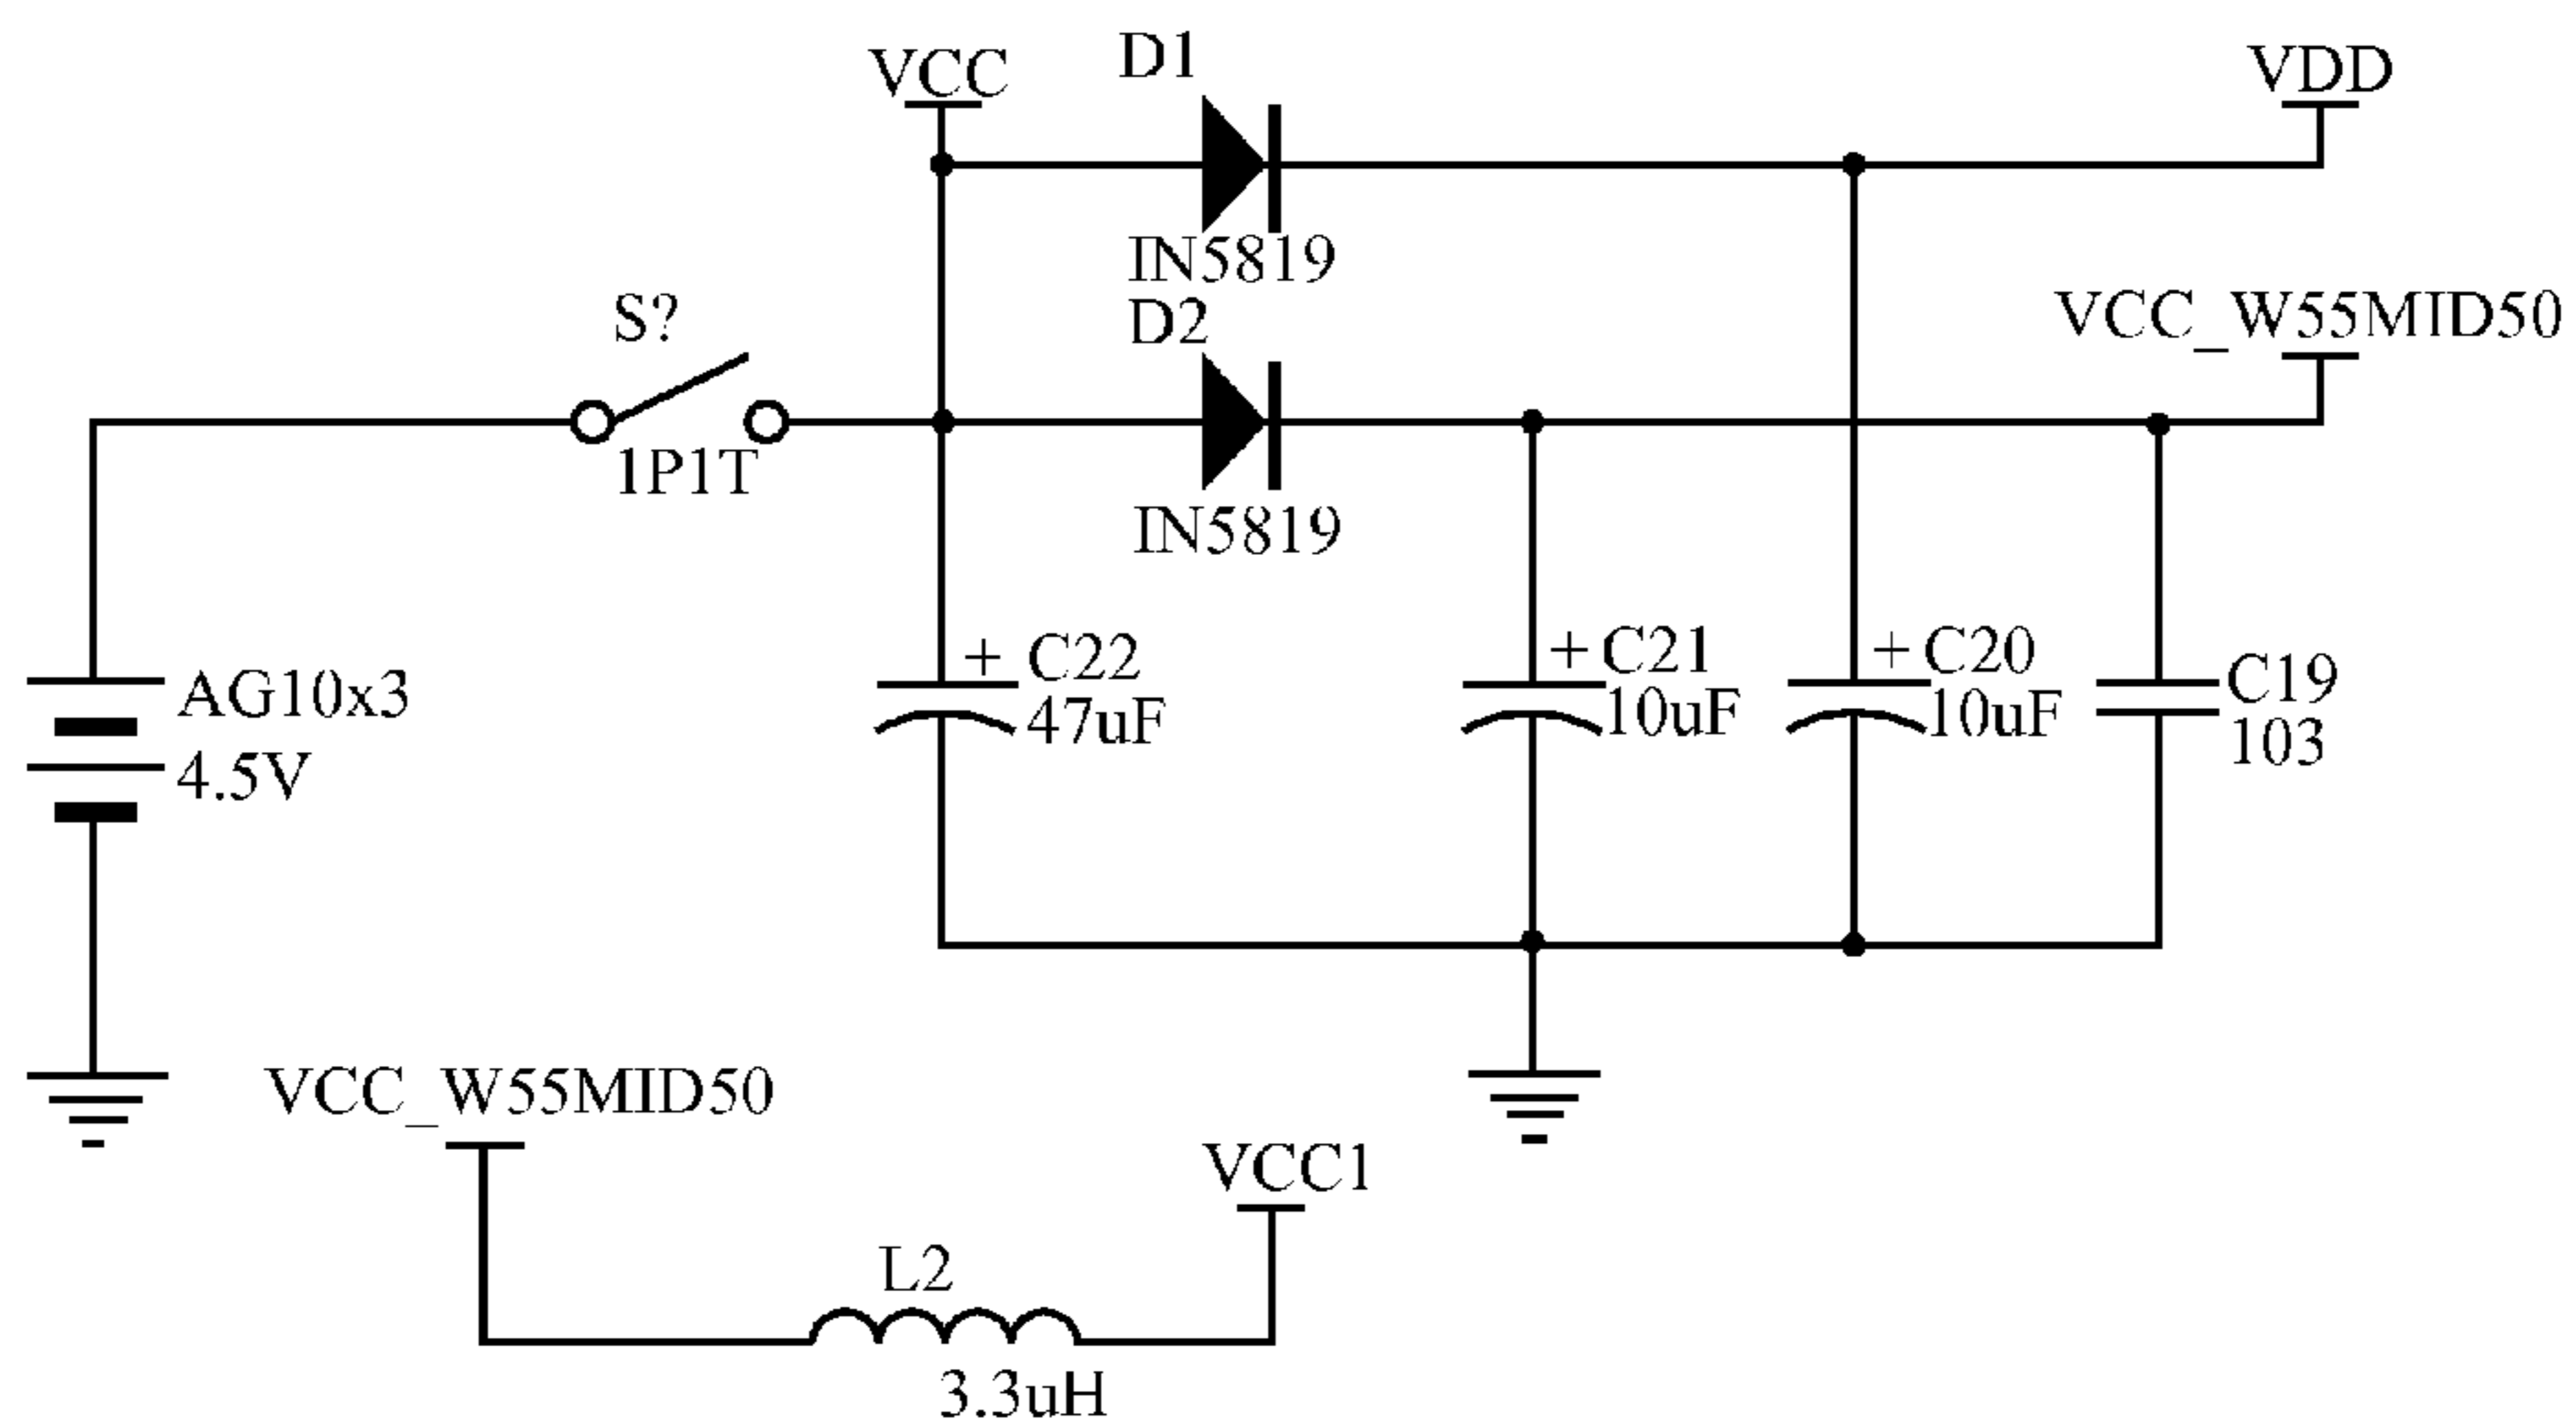 VCC
D1
VDD
IN5819
S?
D2
VCC_W55MID50
1P1T
IN5819
AG10x3
4.5V
+ C22
47uF
+ C21
10uF
+ C20
10uF
C19
103
VCC_W55MID50
VCC1
L2
3.3uH